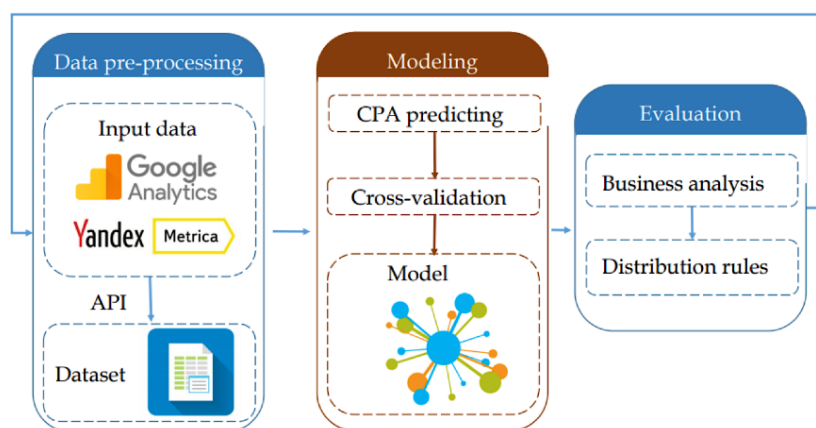 Data pre-processing
Input data
Google
Analytics
Yandex Metrica
API
Dataset
Modeling
CPA predicting
Cross-validation
Model
Evaluation
Business analysis
Distribution rules